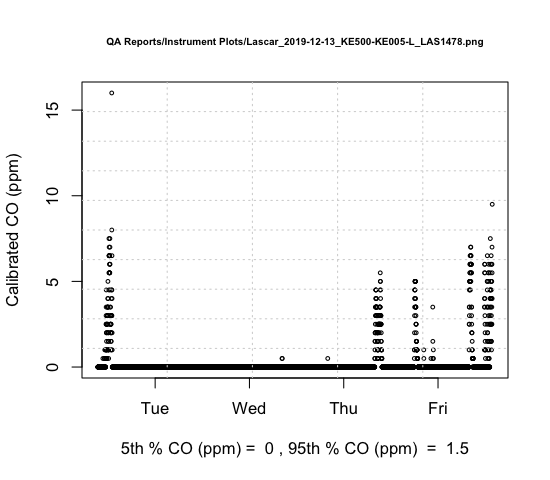 QA Reports/Instrument Plots/Lascar_2019-12-13_KE500-KE005-L_LAS1478.png
Calibrated CO (ppm)
15
10
5
0
Tue Wed Thu Fri
5th % CO (ppm) = 0 , 95th % CO (ppm) = 1.5